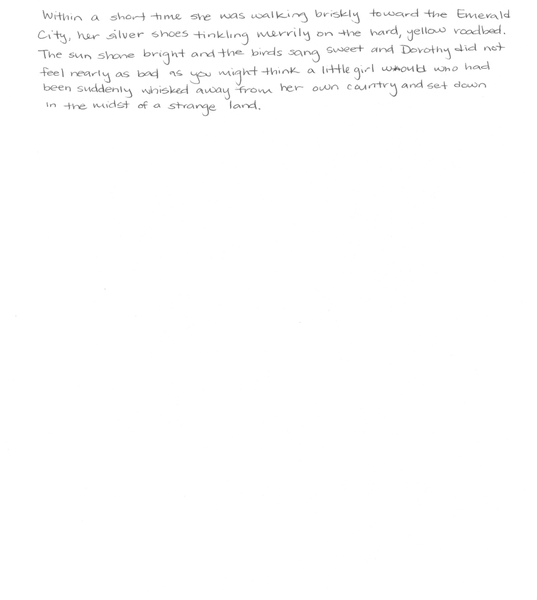 Within a short time she was walking briskly toward the Emerald
City, her silver shoes tinkling merrily on the hard, yellow roadbed.
The sun shone bright and the birds sang sweet and Dorothy did not
feel nearly as bad as you might think a little girl whould who had
been suddenly whisked away from her own country and set down
in the midst of a strange land.